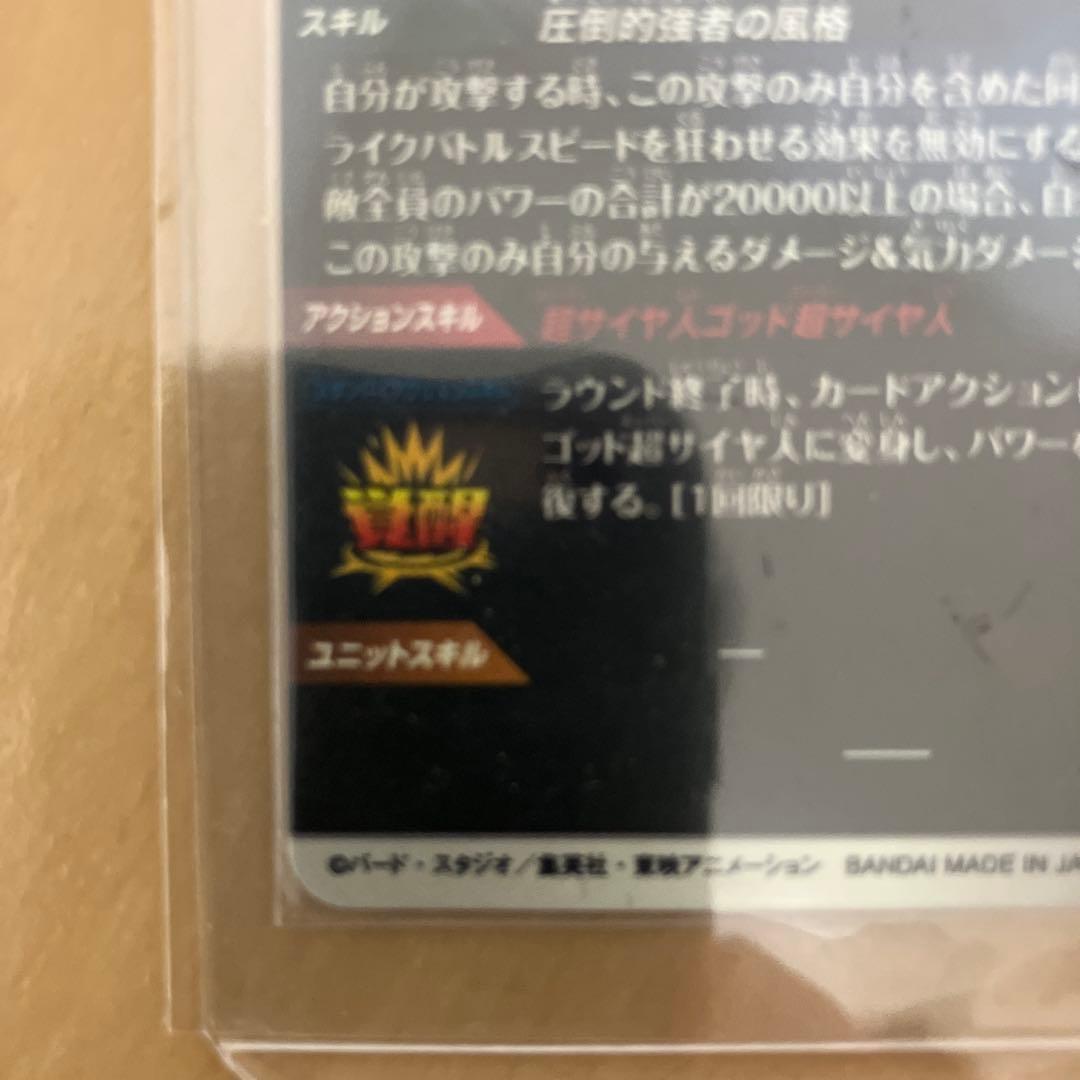 スキル 圧倒的強者の風格
自分が攻撃する時、この攻撃のみ自分を含めた同
ライクバトルスピードを狂わせる効果を無効にする
敵全員のパワーの合計が20000以上の場合、自
この攻撃のみ自分の与えるダメージ&気力ダメージ
アクションスキル 超サイヤ人ゴッド超サイヤ人
ラウンド終了時、カードアクション
ゴッド超サイヤ人に変身し、パワー
覚醒 復する。[1回限り]
ユニットスキル
©バード・スタジオ/集英社・東映アニメーション BANDAI MADE IN JA